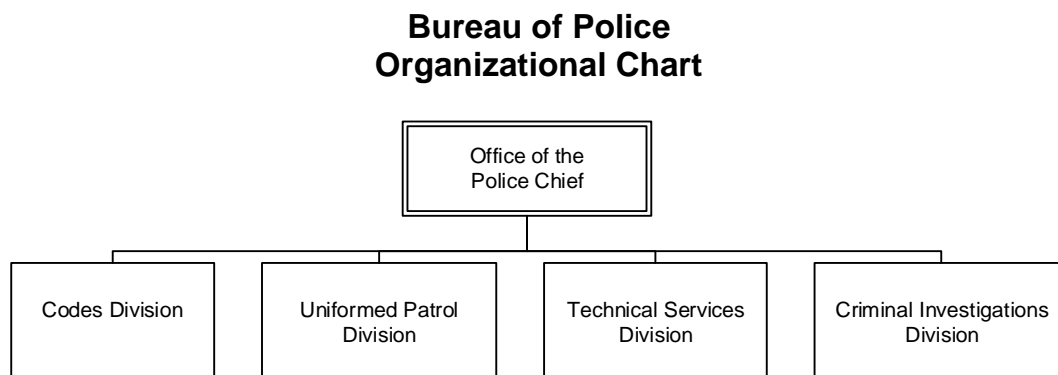 Bureau of Police
Organizational Chart
Office of the
Police Chief
Codes Division
Uniformed Patrol
Division
Technical Services
Division
Criminal Investigations
Division